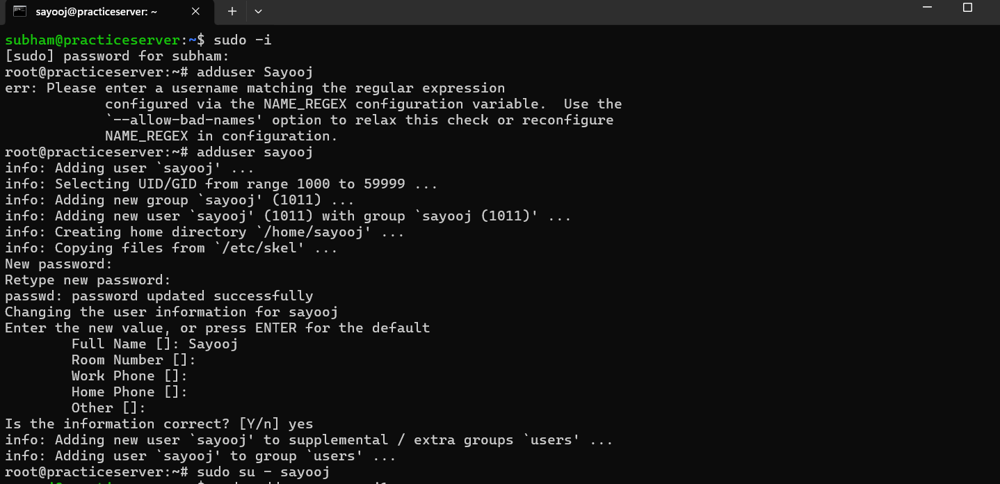 sayooj@practiceserver: ~
subham@practiceserver:~$ sudo -i
[sudo] password for subham:
root@practiceserver:~# adduser Sayooj
err: Please enter a username matching the regular expression
            configured via the NAME_REGEX configuration variable.  Use the
            `--allow-bad-names' option to relax this check or reconfigure
            NAME_REGEX in configuration.
root@practiceserver:~# adduser sayooj
info: Adding user `sayooj' ...
info: Selecting UID/GID from range 1000 to 59999 ...
info: Adding new group `sayooj' (1011) ...
info: Adding new user `sayooj' (1011) with group `sayooj (1011)' ...
info: Creating home directory `/home/sayooj' ...
info: Copying files from `/etc/skel' ...
New password:
Retype new password:
passwd: password updated successfully
Changing the user information for sayooj
Enter the new value, or press ENTER for the default
        Full Name []: Sayooj
        Room Number []:
        Work Phone []:
        Home Phone []:
        Other []:
Is the information correct? [Y/n] yes
info: Adding new user `sayooj' to supplemental / extra groups `users' ...
info: Adding user `sayooj' to group `users' ...
root@practiceserver:~# sudo su - sayooj